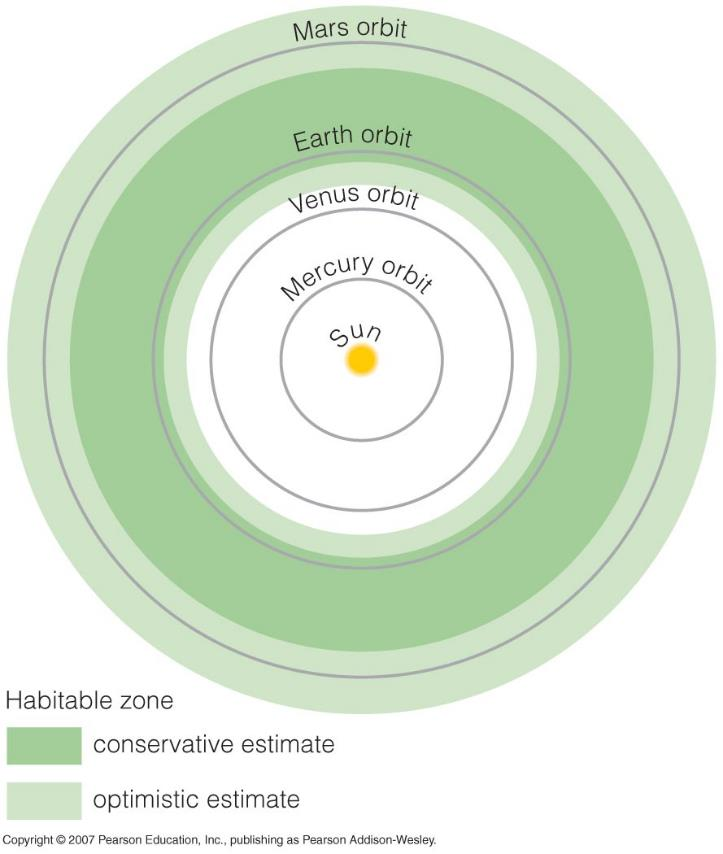 Mars orbit
Earth orbit
Venus orbit
Mercury orbit
Sun
Habitable zone
conservative estimate
optimistic estimate
Copyright © 2007 Pearson Education, Inc., publishing as Pearson Addison-Wesley.